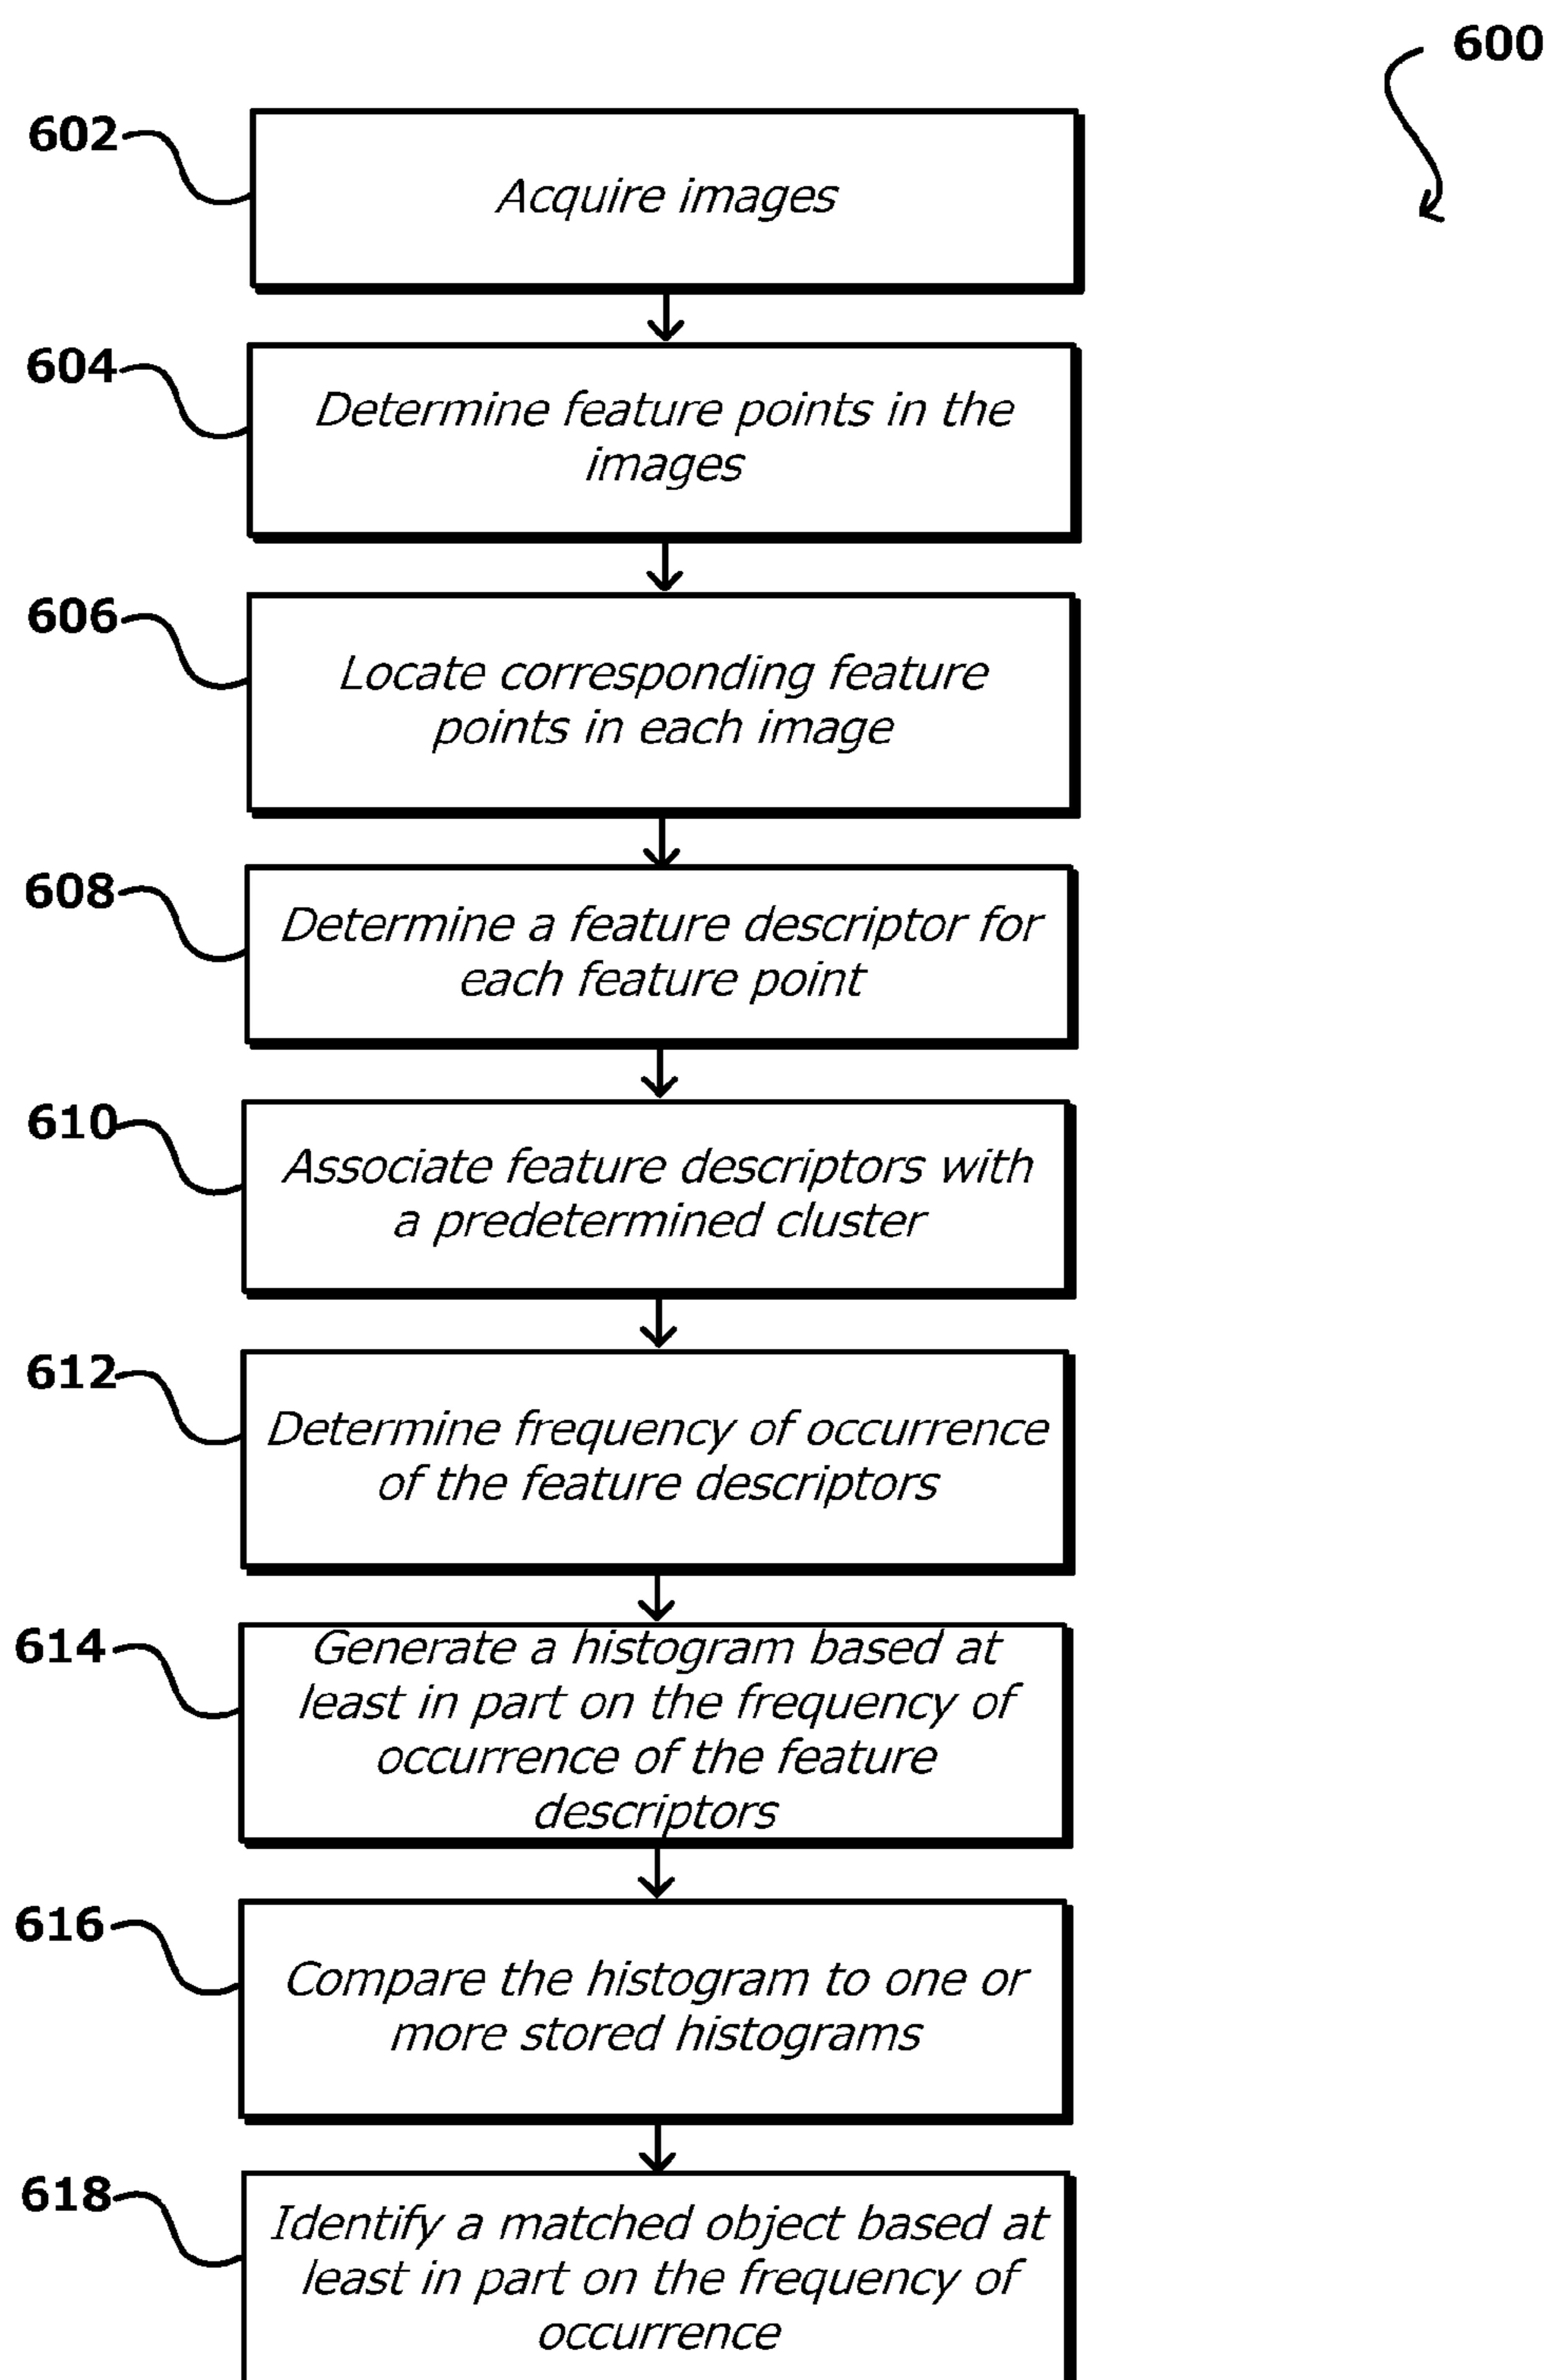 600
602
Acquire images
604
Determine feature points in the
images
606
Locate corresponding feature
points in each image
608
Determine a feature descriptor for
each feature point
610
Associate feature descriptors with
a predetermined cluster
612
Determine frequency of occurrence
of the feature descriptors
614
Generate a histogram based at
least in part on the frequency of
occurrence of the feature
descriptors
616
Compare the histogram to one or
more stored histograms
618
Identify a matched object based at
least in part on the frequency of
occurrence